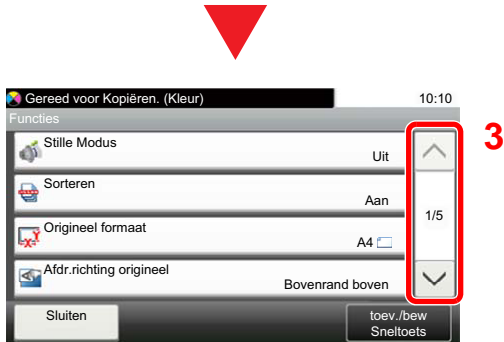 Gereed voor Kopiëren. (Kleur) 10:10
Functies
3
Stille Modus
Uit
Sorteren
Aan
1/5
Origineel formaat
A4
Afdr.richting origineel
Bovenrand boven
Sluiten
toev./bew
Sneltoets